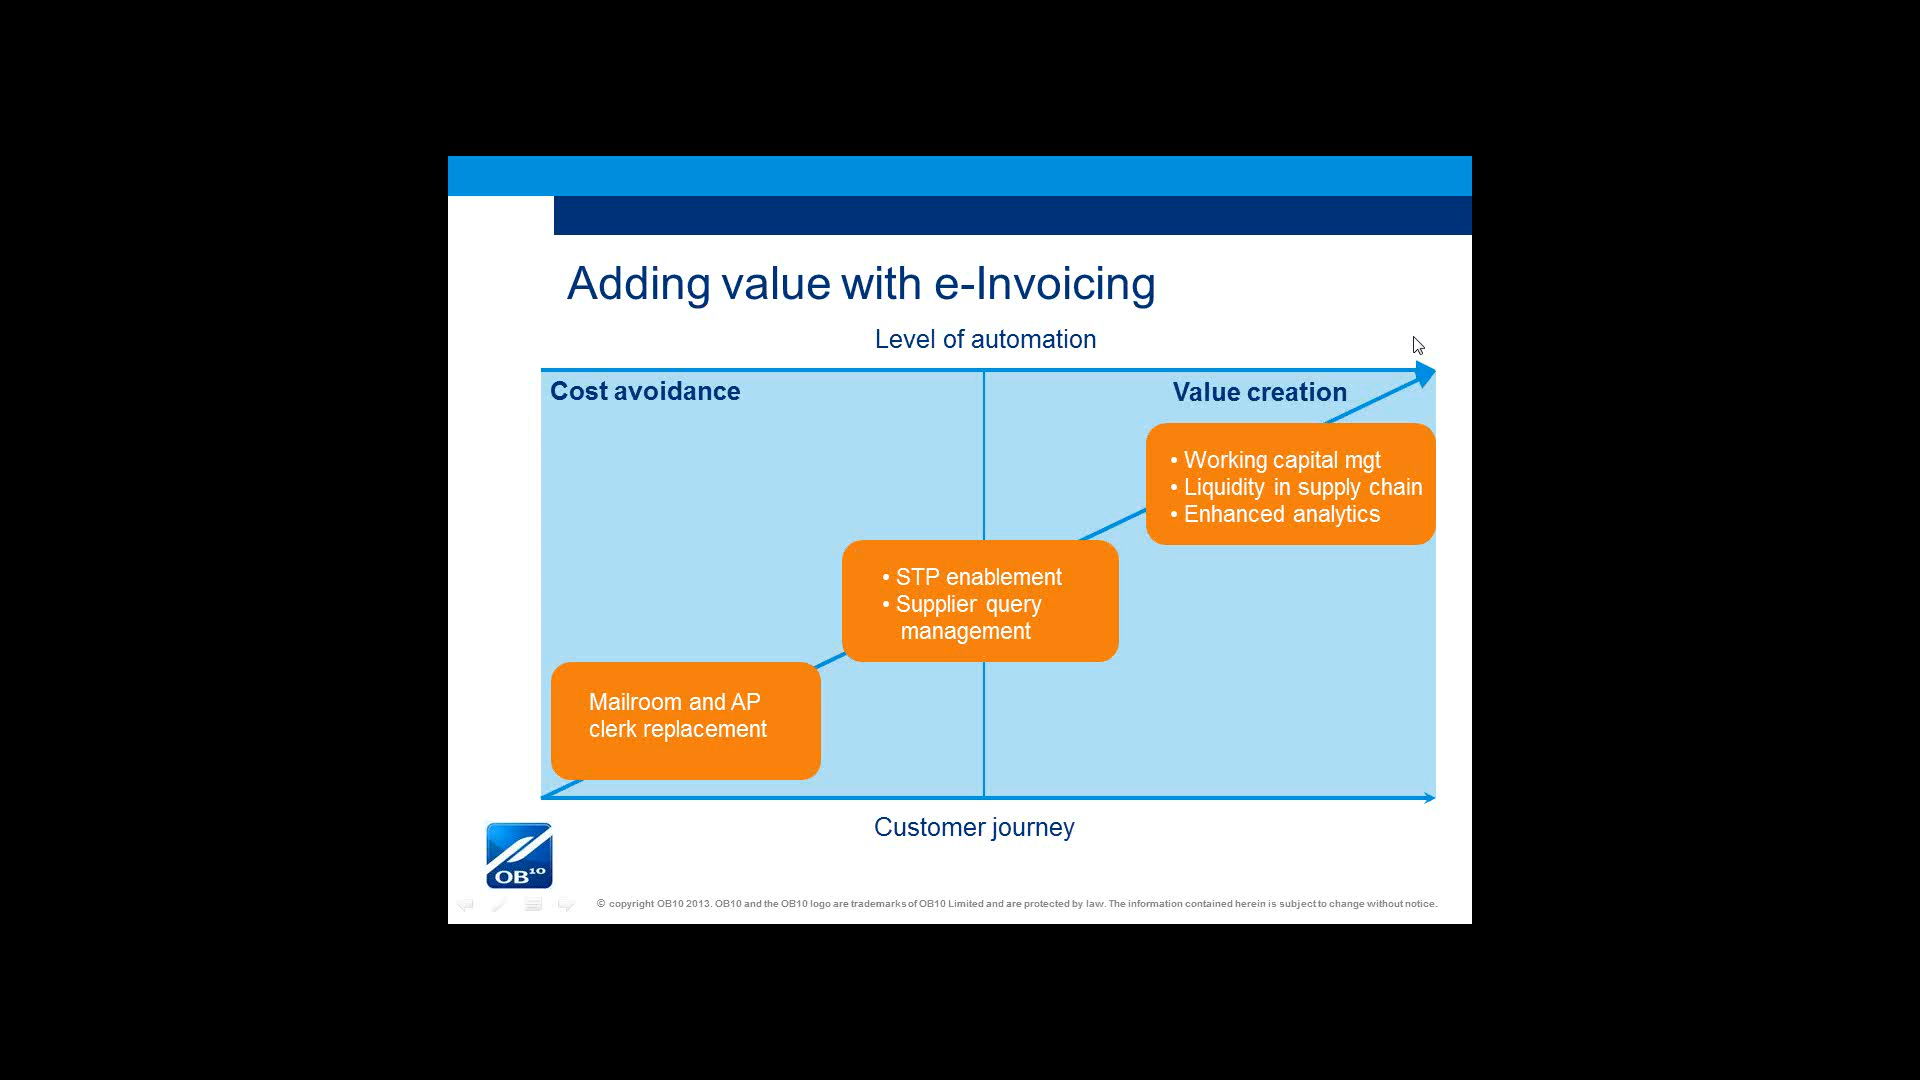 Adding value with e-Invoicing
Level of automation
Cost avoidance
Value creation
• Working capital mgt
• Liquidity in supply chain
• Enhanced analytics
• STP enablement
• Supplier query
management
Mailroom and AP
clerk replacement
Customer journey
OB10
© copyright OB10 2013. OB10 and the OB10 logo are trademarks of OB10 Limited and are protected by law. The information contained herein is subject to change without notice.